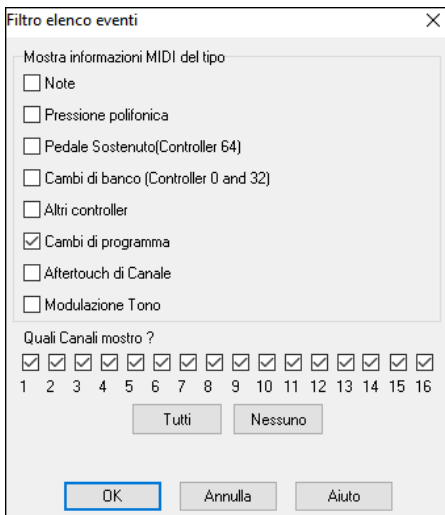 Filtro elenco eventi
Mostra informazioni MIDI del tipo
Note
Pressione polifonica
Pedale Sostenuto(Controller 64)
Cambi di banco (Controller 0 and 32)
Altri controller
Cambi di programma
Aftertouch di Canale
Modulazione Tono
Quali Canali mostro ?
1 2 3 4 5 6 7 8 9 10 11 12 13 14 15 16
Tutti Nessuno
OK Annulla Aiuto